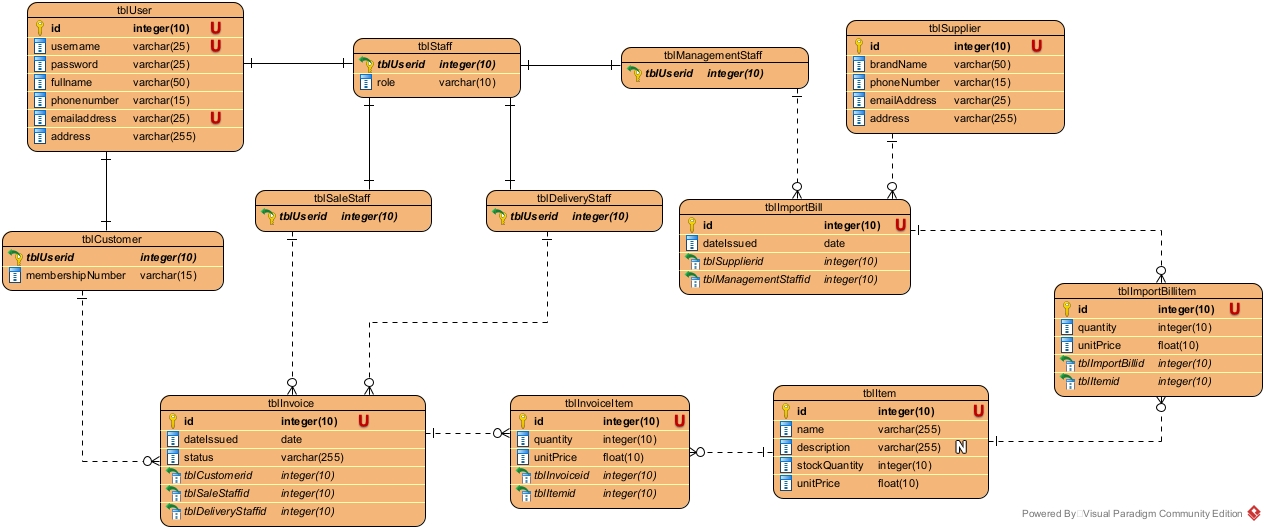 tblUser
id integer(10) U
username varchar(25) U
password varchar(25)
fullname varchar(50)
phonenumber varchar(15)
emailaddress varchar(25) U
address varchar(255)
tblStaff
tblUserid integer(10)
role varchar(10)
tblManagementStaff
tblUserid integer(10)
tblSupplier
id integer(10) U
brandName varchar(50)
phoneNumber varchar(15)
emailAddress varchar(25)
address varchar(255)
tblSaleStaff
tblUserid integer(10)
tblDeliveryStaff
tblUserid integer(10)
tblImportBill
id integer(10) U
dateIssued date
tblSupplierid integer(10)
tblManagementStaffid integer(10)
tblCustomer
tblUserid integer(10)
membershipNumber varchar(15)
tblImportBillitem
id integer(10) U
quantity integer(10)
unitPrice float(10)
tblImportBillid integer(10)
tblItemid integer(10)
tblInvoice
id integer(10) U
dateIssued date
status varchar(255)
tblCustomerid integer(10)
tblSaleStaffid integer(10)
tblDeliveryStaffid integer(10)
tblInvoiceItem
id integer(10) U
quantity integer(10)
unitPrice float(10)
tblInvoiceid integer(10)
tblItemid integer(10)
tblItem
id integer(10) U
name varchar(255)
description varchar(255) N
stockQuantity integer(10)
unitPrice float(10)
Powered By Visual Paradigm Community Edition